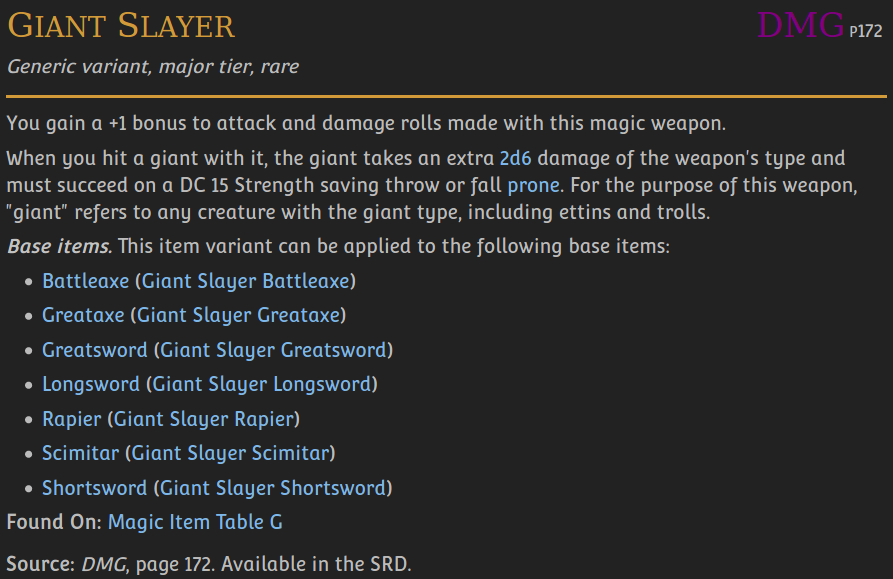 GIANT SLAYER
DMG P172
Generic variant, major tier, rare
You gain a +1 bonus to attack and damage rolls made with this magic weapon.
When you hit a giant with it, the giant takes an extra 2d6 damage of the weapon's type and
must succeed on a DC 15 Strength saving throw or fall prone. For the purpose of this weapon,
"giant" refers to any creature with the giant type, including ettins and trolls.
Base items. This item variant can be applied to the following base items:
• Battleaxe (Giant Slayer Battleaxe)
• Greataxe (Giant Slayer Greataxe)
• Greatsword (Giant Slayer Greatsword)
• Longsword (Giant Slayer Longsword)
• Rapier (Giant Slayer Rapier)
• Scimitar (Giant Slayer Scimitar)
• Shortsword (Giant Slayer Shortsword)
Found On: Magic Item Table G
Source: DMG, page 172. Available in the SRD.